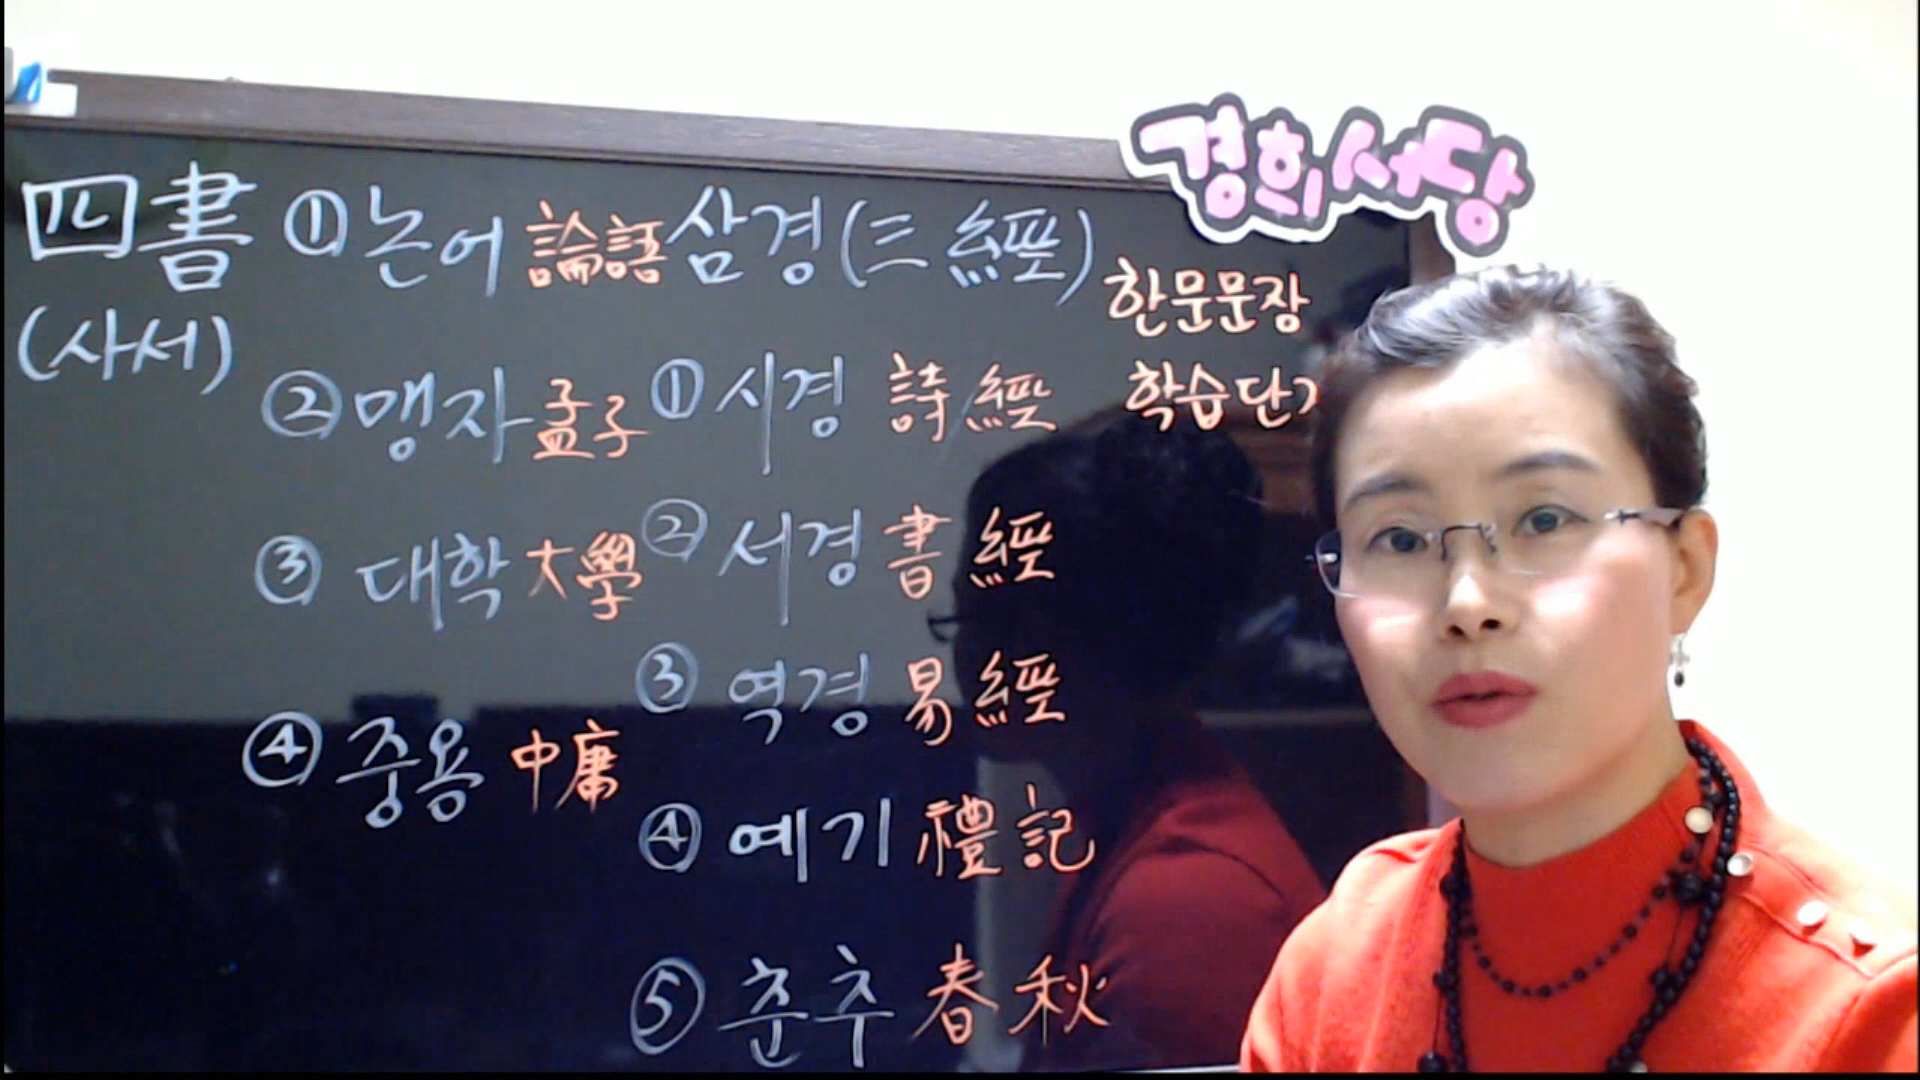 경희서당
한문문장
학습단
四書 ①논어 論語
(사서)
②맹자 孟子
③대학 大學
④중용 中庸
삼경(三經)
①시경 詩經
②서경 書經
③역경 易經
④예기 禮記
⑤춘추 春秋